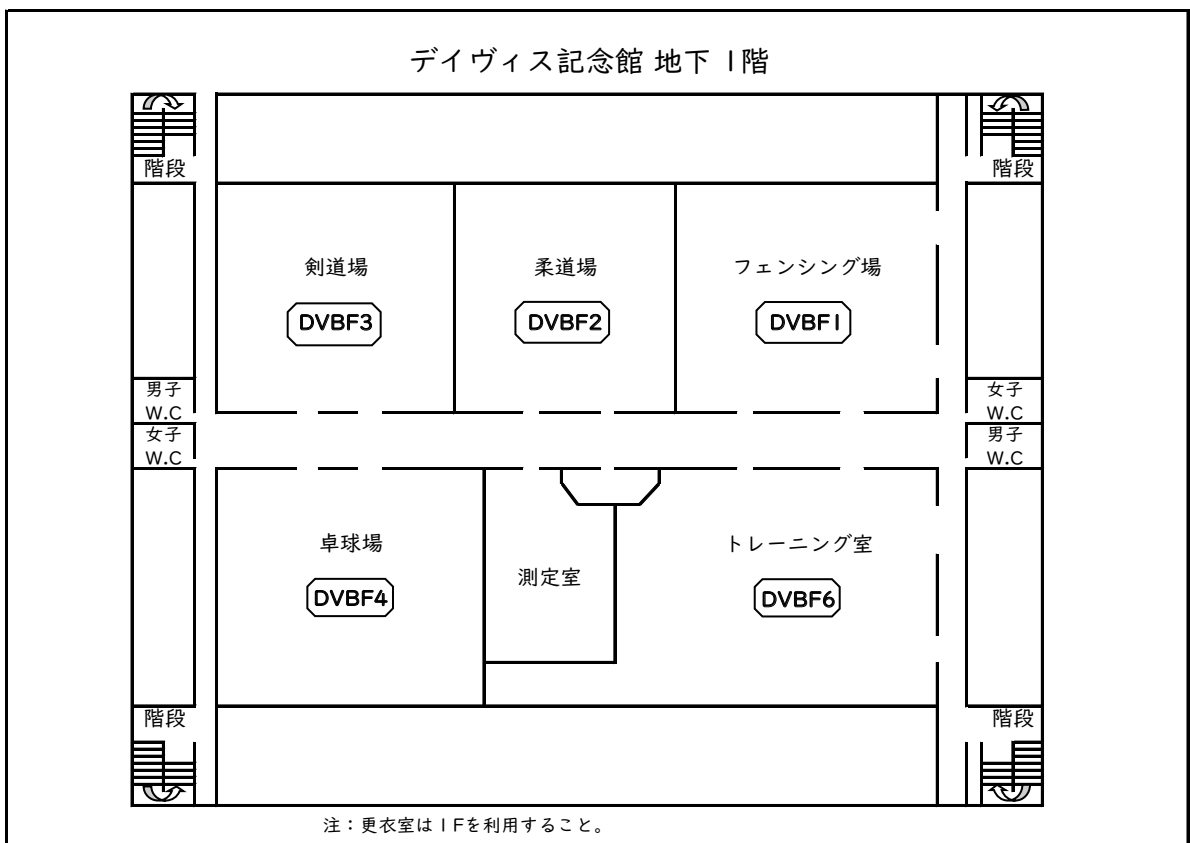 デイヴィス記念館 地下 1階
階段
階段
剣道場
柔道場
フェンシング場
DVBF3
DVBF2
DVBF1
男子
W.C
女子
W.C
女子
W.C
男子
W.C
卓球場
DVBF4
測定室
トレーニング室
DVBF6
階段
階段
注：更衣室は1Fを利用すること。